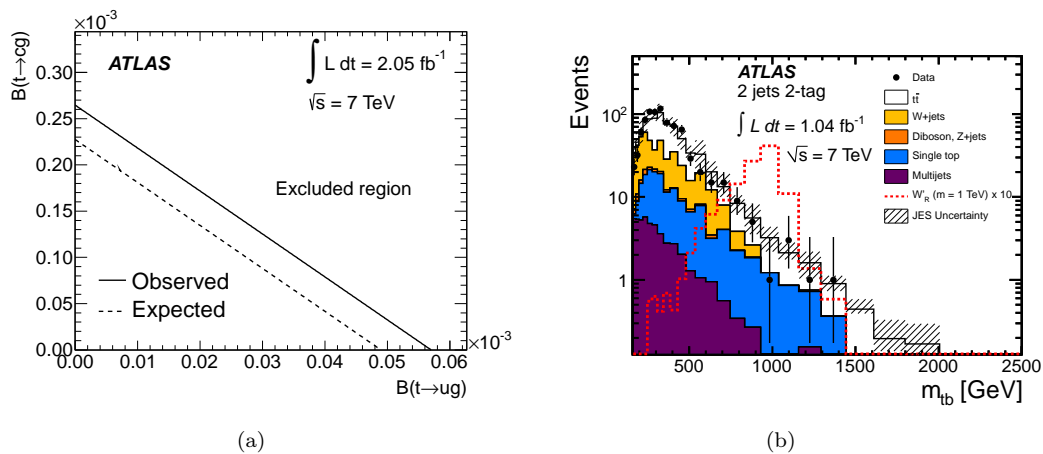 ×10⁻³
B(t→cg)
0.30
0.25
0.20
0.15
0.10
0.05
0.00
ATLAS
∫ L dt = 2.05 fb⁻¹
√s = 7 TeV
Excluded region
Observed
Expected
0.00 0.01 0.02 0.03 0.04 0.05 0.06
×10⁻³
B(t→ug)
(a)
Events
10²
10
1
ATLAS
2 jets 2-tag
∫ L dt = 1.04 fb⁻¹
√s = 7 TeV
Data
tt̄
W+jets
Diboson, Z+jets
Single top
Multijets
W'R (m = 1 TeV) x 10
JES Uncertainty
500 1000 1500 2000 2500
m_tb [GeV]
(b)